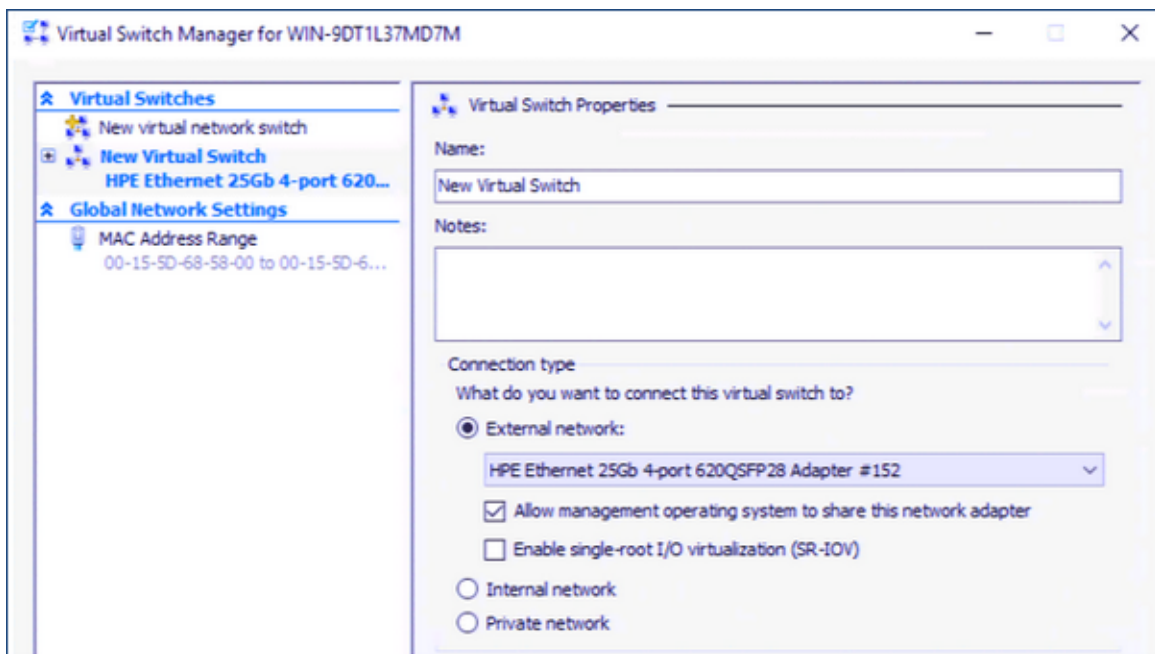 Virtual Switch Manager for WIN-9DT1L37MD7M
Virtual Switches
New virtual network switch
New Virtual Switch
HPE Ethernet 25Gb 4-port 620...
Global Network Settings
MAC Address Range
00-15-5D-68-58-00 to 00-15-5D-6...
Virtual Switch Properties
Name:
New Virtual Switch
Notes:
Connection type
What do you want to connect this virtual switch to?
External network:
HPE Ethernet 25Gb 4-port 620QSFP28 Adapter #152
Allow management operating system to share this network adapter
Enable single-root I/O virtualization (SR-IOV)
Internal network
Private network